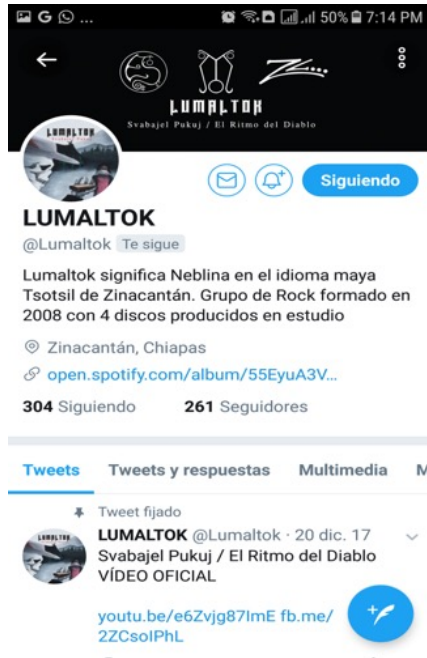 G ... 50% 7:14 PM
LUMALTOK
Svabajel Pukuj / El Ritmo del Diablo
LUMALTOK
Siguiendo
LUMALTOK
@Lumaltok Te sigue
Lumaltok significa Neblina en el idioma maya
Tsotsil de Zinacantán. Grupo de Rock formado en
2008 con 4 discos producidos en estudio
Zinacantán, Chiapas
open.spotify.com/album/55EyuA3V...
304 Siguiendo 261 Seguidores
Tweets Tweets y respuestas Multimedia M
Tweet fijado
LUMALTOK
LUMALTOK @Lumaltok · 20 dic. 17
Svabajel Pukuj / El Ritmo del Diablo
VÍDEO OFICIAL
youtu.be/e6Zvjg87ImE fb.me/
2ZCsoIPhL